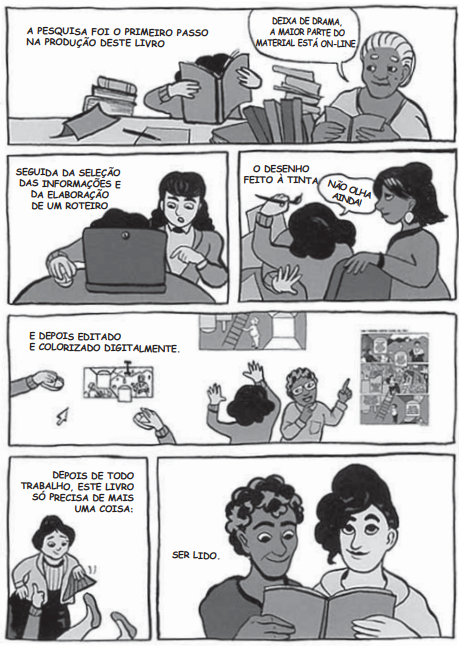 A PESQUISA FOI O PRIMEIRO PASSO
NA PRODUÇÃO DESTE LIVRO
DEIXA DE DRAMA,
A MAIOR PARTE DO
MATERIAL ESTÁ ON-LINE
SEGUIDA DA SELEÇÃO
DAS INFORMAÇÕES E
DA ELABORAÇÃO
DE UM ROTEIRO
O DESENHO
FEITO À TINTA
NÃO OLHA
AINDA!
E DEPOIS EDITADO
E COLORIZADO DIGITALMENTE.
DEPOIS DE TODO
TRABALHO, ESTE LIVRO
SÓ PRECISA DE MAIS
UMA COISA:
SER LIDO.